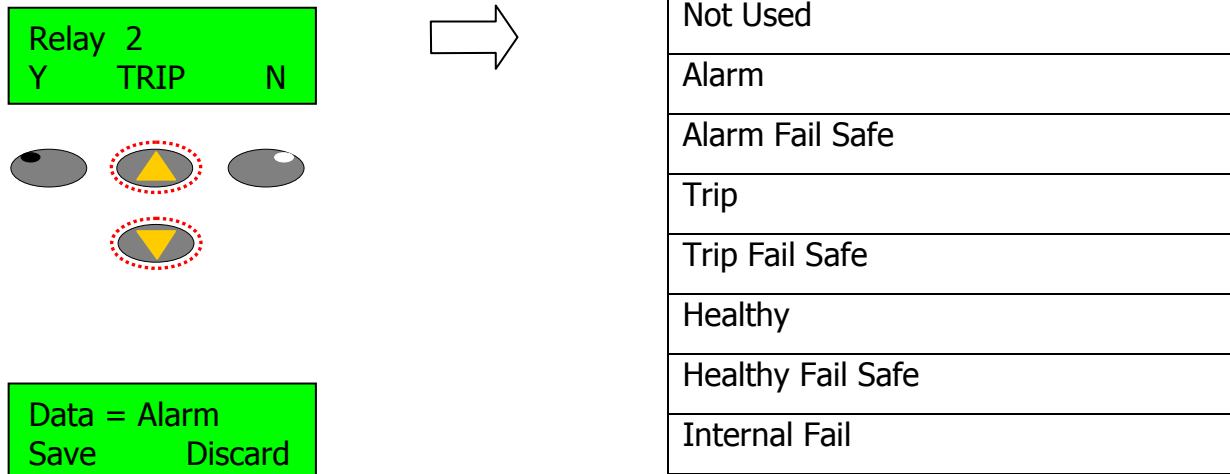 Relay 2
Y TRIP N
Data = Alarm
Save Discard
Not Used
Alarm
Alarm Fail Safe
Trip
Trip Fail Safe
Healthy
Healthy Fail Safe
Internal Fail